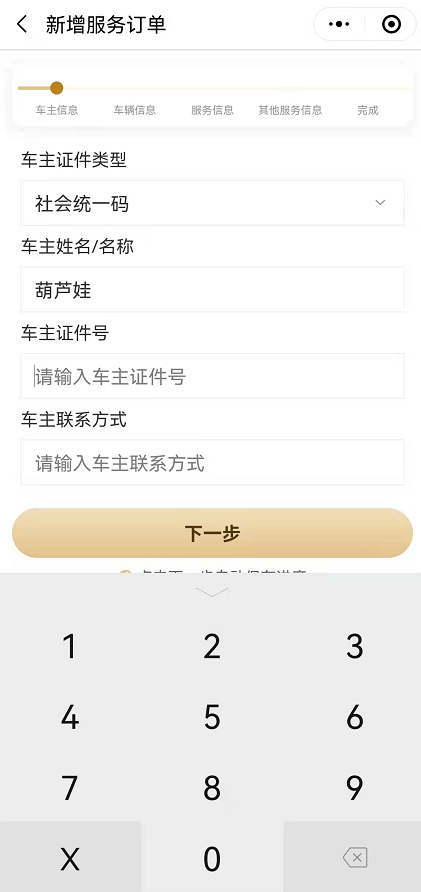 新增服务订单
车主信息 车辆信息 服务信息 其他服务信息 完成
车主证件类型
社会统一码
车主姓名/名称
葫芦娃
车主证件号
请输入车主证件号
车主联系方式
请输入车主联系方式
下一步
1 2 3
4 5 6
7 8 9
X 0